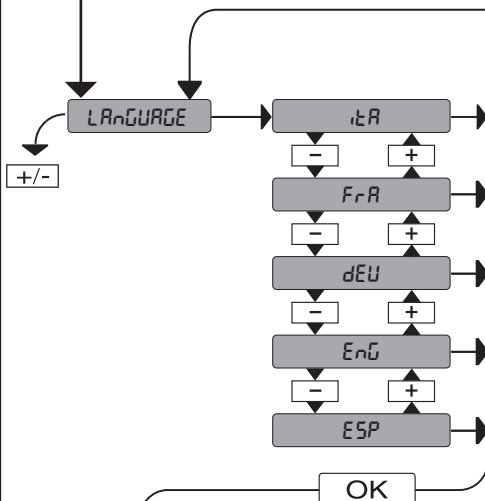 LAnGUAGE
itA
+/-
- +
FrA
- +
dEU
- +
EnG
- +
ESP
OK